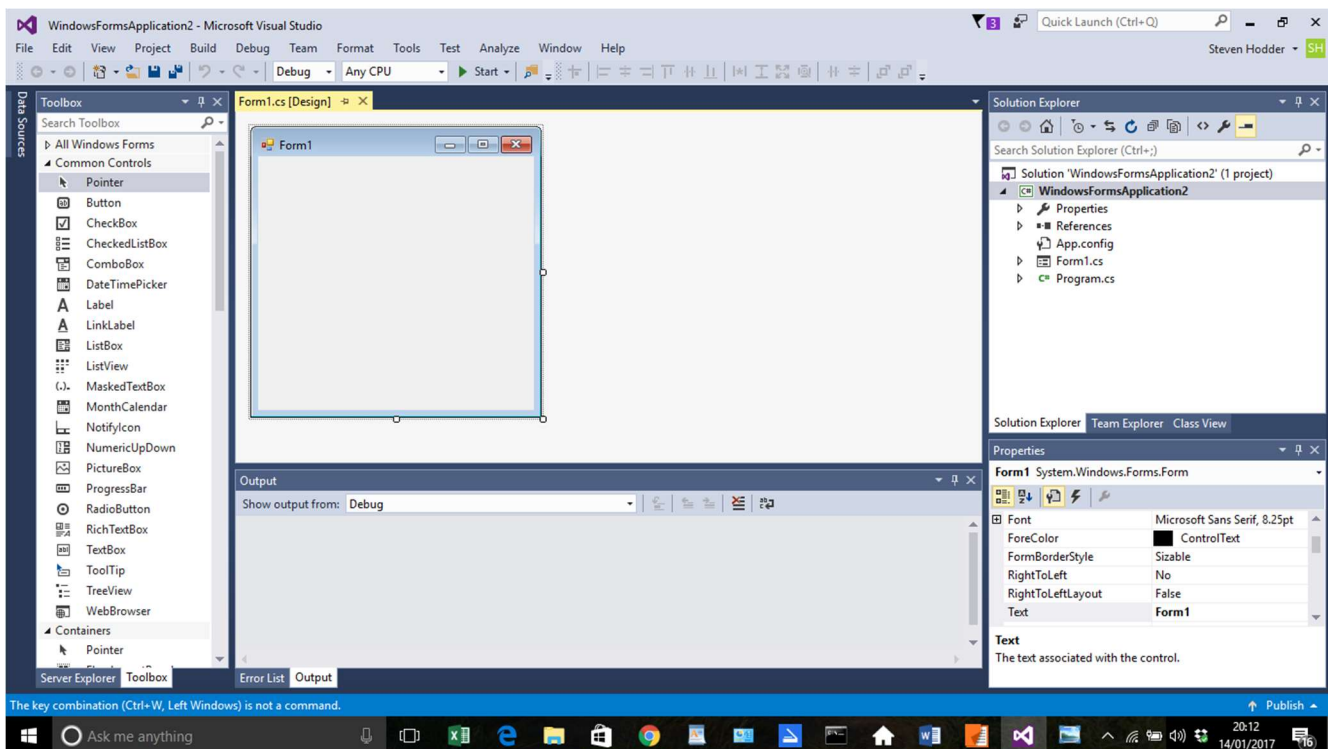 WindowsFormsApplication2 - Microsoft Visual Studio
3
Quick Launch (Ctrl+Q)
File Edit View Project Build Debug Team Format Tools Test Analyze Window Help
Steven Hodder SH
Debug Any CPU Start
Data Sources
Toolbox
Search Toolbox
All Windows Forms
Common Controls
Pointer
Button
CheckBox
CheckedListBox
ComboBox
DateTimePicker
Label
LinkLabel
ListBox
ListView
MaskedTextBox
MonthCalendar
NotifyIcon
NumericUpDown
PictureBox
ProgressBar
RadioButton
RichTextBox
TextBox
ToolTip
TreeView
WebBrowser
Containers
Pointer
Server Explorer Toolbox
Form1.cs [Design]
Form1
Output
Show output from: Debug
Error List Output
Solution Explorer
Search Solution Explorer (Ctrl+;)
Solution 'WindowsFormsApplication2' (1 project)
C# WindowsFormsApplication2
Properties
References
App.config
Form1.cs
C# Program.cs
Solution Explorer Team Explorer Class View
Properties
Form1 System.Windows.Forms.Form
Font Microsoft Sans Serif, 8.25pt
ForeColor ControlText
FormBorderStyle Sizable
RightToLeft No
RightToLeftLayout False
Text Form1
Text
The text associated with the control.
The key combination (Ctrl+W, Left Windows) is not a command.
Publish
Ask me anything
20:12
14/01/2017
16